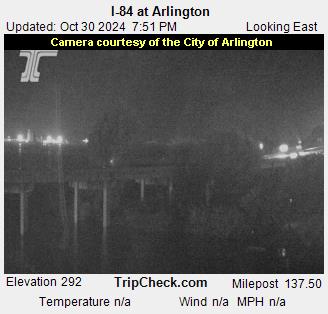 I-84 at Arlington
Updated: Oct 30 2024 7:51 PM Looking East
Camera courtesy of the City of Arlington
Elevation 292 TripCheck.com Milepost 137.50
Temperature n/a Wind n/a MPH n/a